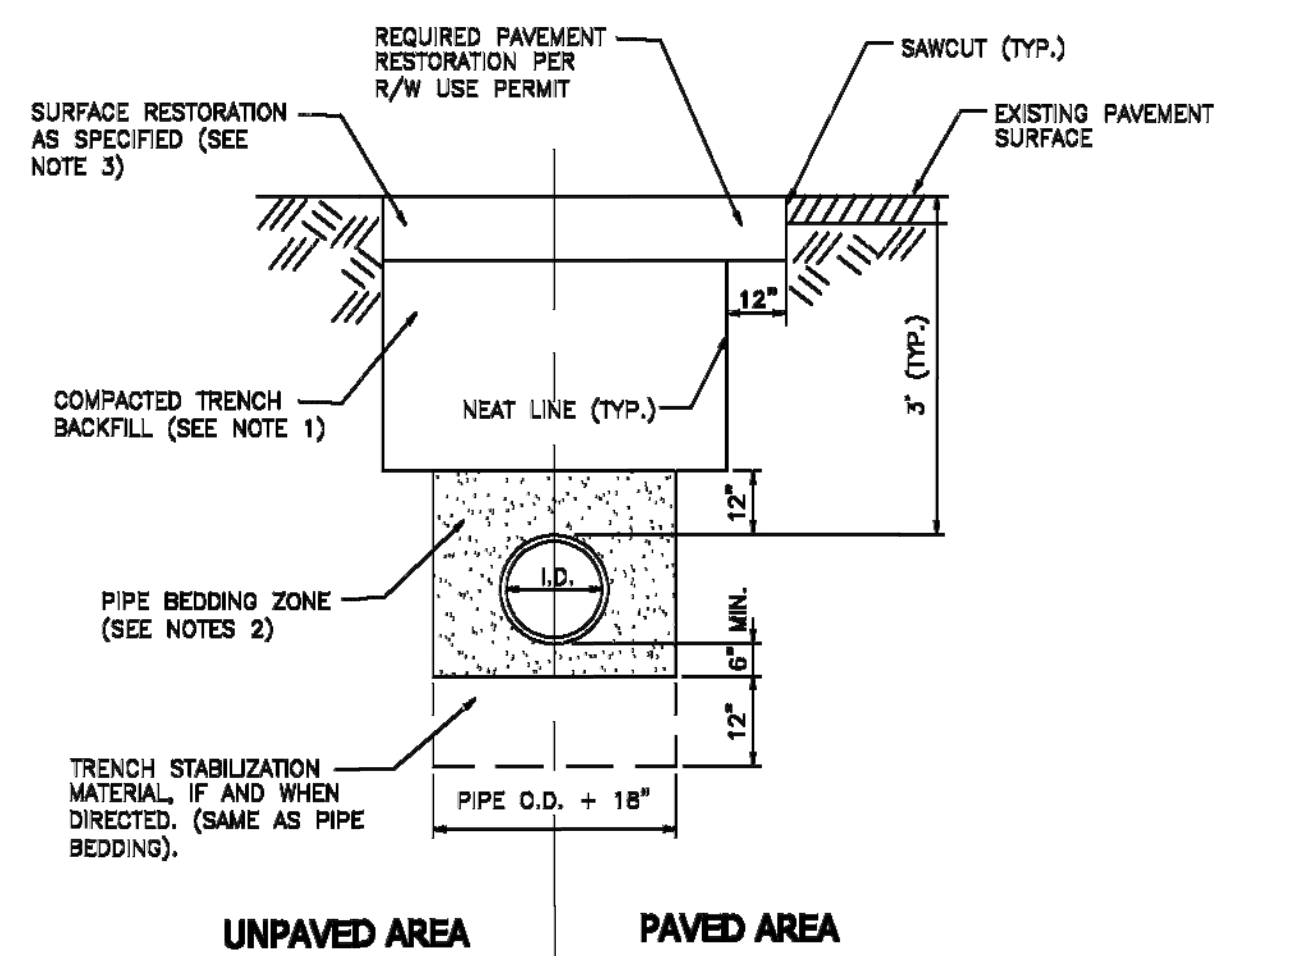 REQUIRED PAVEMENT
RESTORATION PER
R/W USE PERMIT
SAWCUT (TYP.)
SURFACE RESTORATION
AS SPECIFIED (SEE
NOTE 3)
EXISTING PAVEMENT
SURFACE
12"
3' (TYP.)
COMPACTED TRENCH
BACKFILL (SEE NOTE 1)
NEAT LINE (TYP.)
12"
I.D.
PIPE BEDDING ZONE
(SEE NOTES 2)
6" MIN.
12"
TRENCH STABILIZATION
MATERIAL, IF AND WHEN
DIRECTED. (SAME AS PIPE
BEDDING).
PIPE O.D. + 18"
UNPAVED AREA
PAVED AREA